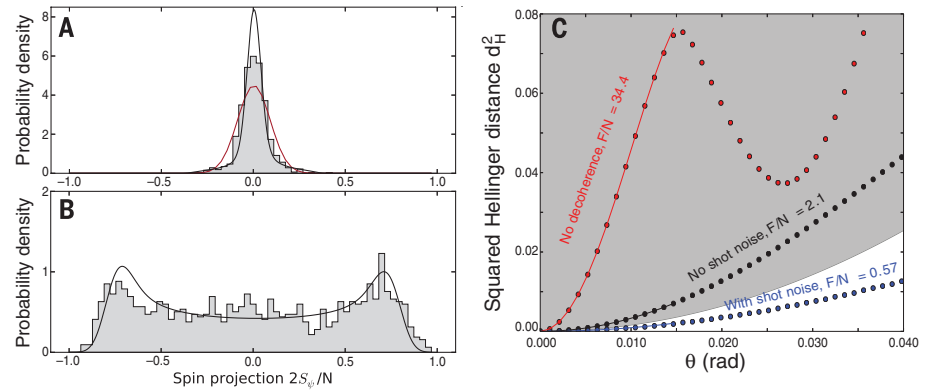 A
Probability density
8
6
4
2
0
−1.0
−0.5
0.0
0.5
1.0
B
Probability density
2
1
0
−1.0
−0.5
0.0
0.5
1.0
Spin projection 2Sψ/N
C
Squared Hellinger distance d²H
0.08
0.06
0.04
0.02
0.00
0.000
0.010
0.020
0.030
0.040
θ (rad)
No decoherence, F/N = 34.4
No shot noise, F/N = 2.1
With shot noise, F/N = 0.57